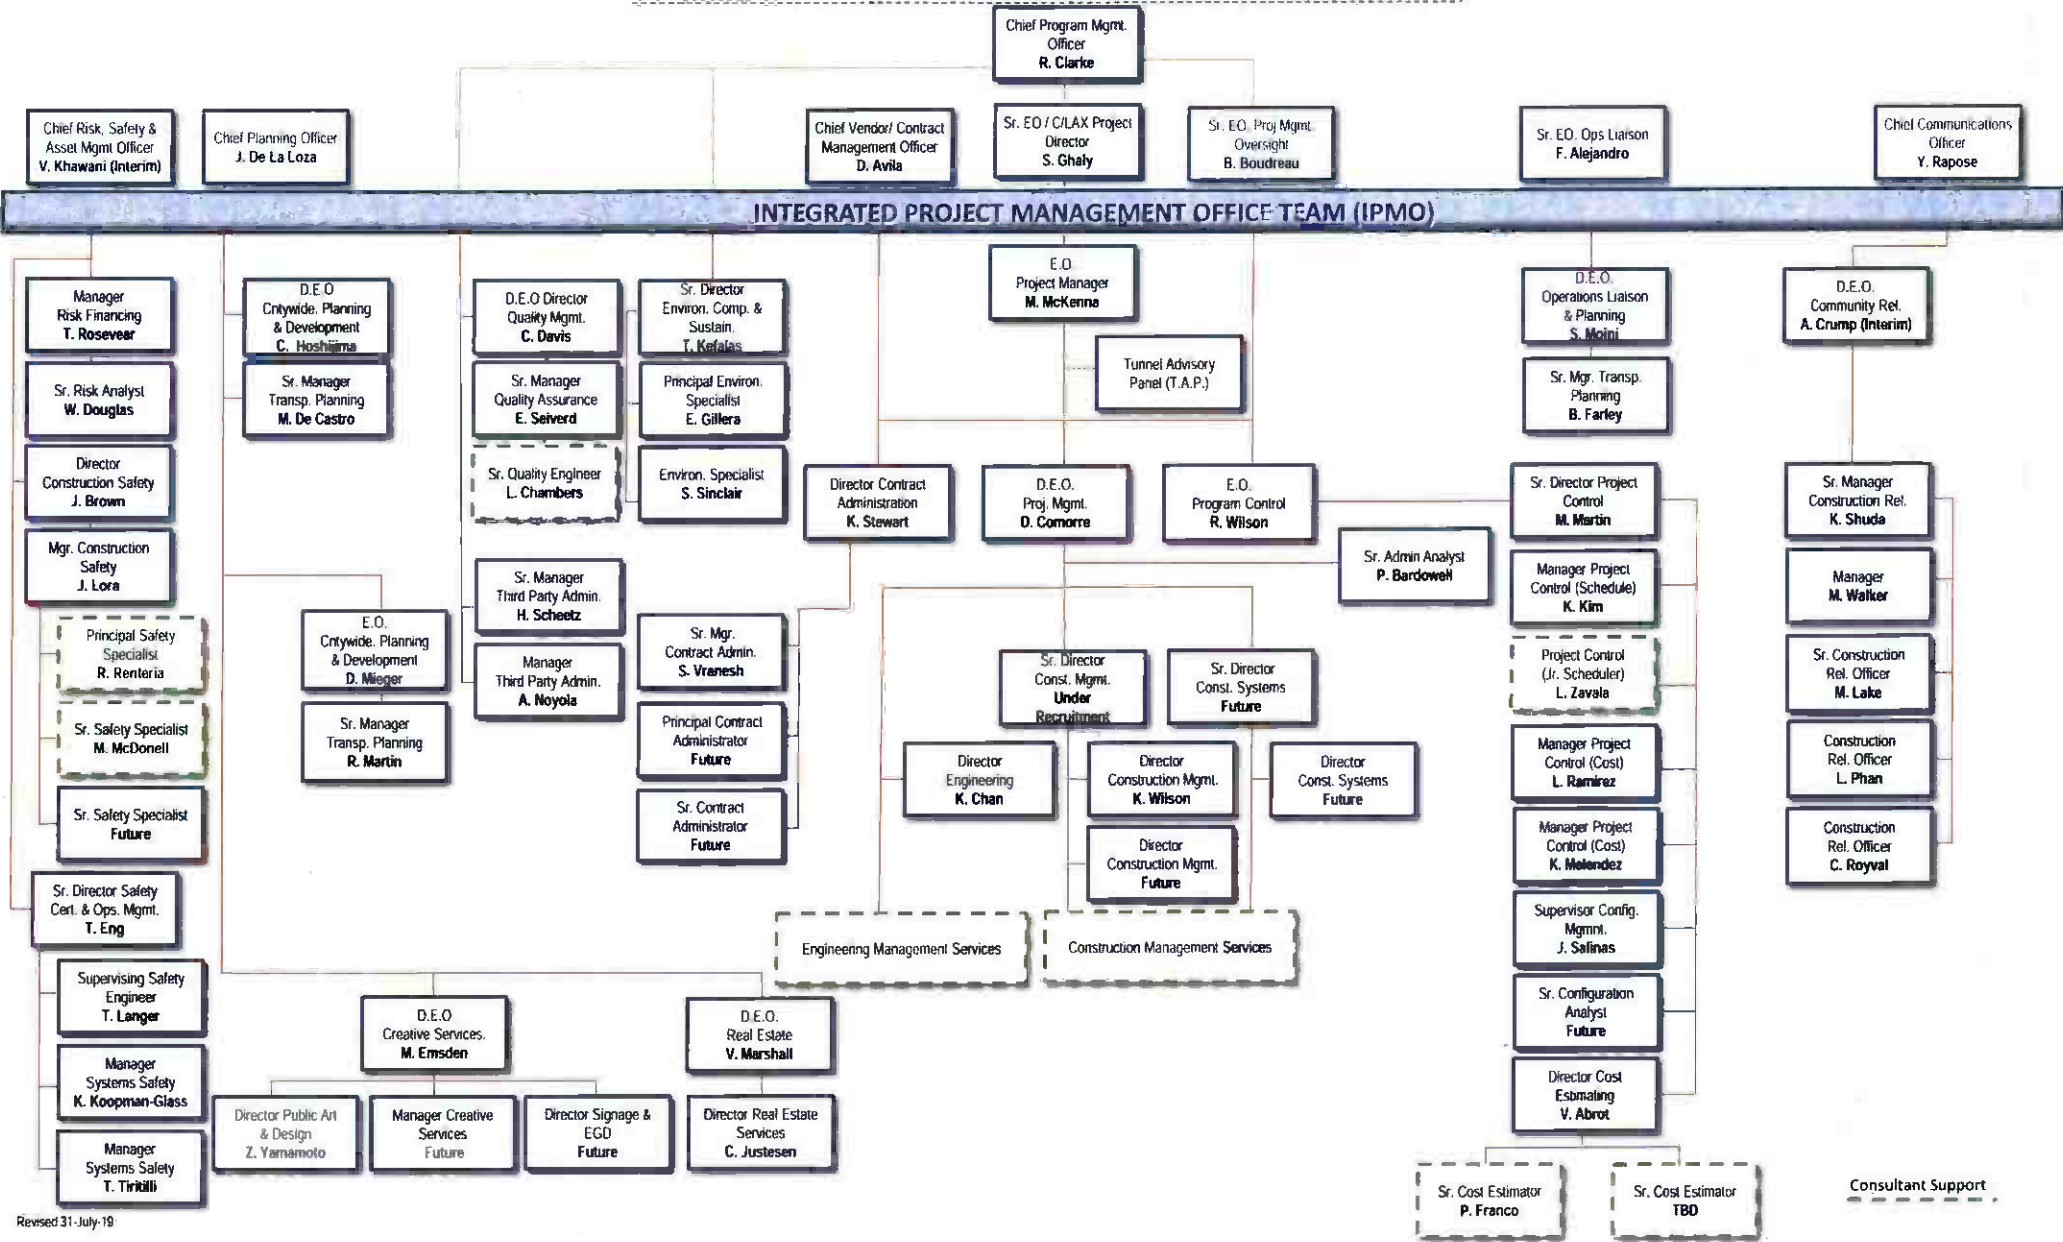 Chief Program Mgmt.
Officer
R. Clarke
Chief Risk, Safety &
Asset Mgmt Officer
V. Khawani (Interim)
Chief Planning Officer
J. De La Loza
Chief Vendor/ Contract
Management Officer
D. Avila
Sr. EO / C/LAX Project
Director
S. Ghaly
Sr. EO. Proj Mgmt.
Oversight
B. Boudreau
Sr. EO. Ops Liaison
F. Alejandro
Chief Communications
Officer
Y. Rapose
INTEGRATED PROJECT MANAGEMENT OFFICE TEAM (IPMO)
Manager
Risk Financing
T. Rosevear
Sr. Risk Analyst
W. Douglas
Director
Construction Safety
J. Brown
Mgr. Construction
Safety
J. Lora
Principal Safety
Specialist
R. Renteria
Sr. Safety Specialist
M. McDonell
Sr. Safety Specialist
Future
Sr. Director Safety
Cert. & Ops. Mgmt.
T. Eng
Supervising Safety
Engineer
T. Langer
Manager
Systems Safety
K. Koopman-Glass
Manager
Systems Safety
T. Tiritilli
D.E.O
Cntywide. Planning
& Development
C. Hoshijima
Sr. Manager
Transp. Planning
M. De Castro
E.O.
Cntywide. Planning
& Development
D. Mieger
Sr. Manager
Transp. Planning
R. Martin
D.E.O
Creative Services.
M. Emsden
Director Public Art
& Design
Z. Yamamoto
Manager Creative
Services
Future
Director Signage &
EGD
Future
D.E.O.
Real Estate
V. Marshall
Director Real Estate
Services
C. Justesen
D.E.O Director
Quality Mgmt.
C. Davis
Sr. Manager
Quality Assurance
E. Seiverd
Sr. Quality Engineer
L. Chambers
Sr. Manager
Third Party Admin.
H. Scheetz
Manager
Third Party Admin.
A. Noyola
Sr. Director
Environ. Comp. &
Sustain.
T. Kefalas
Principal Environ.
Specialist
E. Gillera
Environ. Specialist
S. Sinclair
E.O
Project Manager
M. McKenna
Tunnel Advisory
Panel (T.A.P.)
Director Contract
Administration
K. Stewart
Sr. Mgr.
Contract Admin.
S. Vranesh
Principal Contract
Administrator
Future
Sr. Contract
Administrator
Future
D.E.O.
Proj. Mgmt.
D. Comorre
E.O.
Program Control
R. Wilson
Sr. Admin Analyst
P. Bardowell
Sr. Director
Const. Mgmt.
Under
Recruitment
Sr. Director
Const. Systems
Future
Director
Engineering
K. Chan
Director
Construction Mgmt.
K. Wilson
Director
Const. Systems
Future
Director
Construction Mgmt.
Future
Engineering Management Services
Construction Management Services
D.E.O.
Operations Liaison
& Planning
S. Moini
Sr. Mgr. Transp.
Planning
B. Farley
Sr. Director Project
Control
M. Martin
Manager Project
Control (Schedule)
K. Kim
Project Control
(Jr. Scheduler)
L. Zavala
Manager Project
Control (Cost)
L. Ramirez
Manager Project
Control (Cost)
K. Melendez
Supervisor Config.
Mgmnt.
J. Salinas
Sr. Configuration
Analyst
Future
Director Cost
Estimating
V. Abrot
Sr. Cost Estimator
P. Franco
Sr. Cost Estimator
TBD
D.E.O.
Community Rel.
A. Crump (Interim)
Sr. Manager
Construction Rel.
K. Shuda
Manager
M. Walker
Sr. Construction
Rel. Officer
M. Lake
Construction
Rel. Officer
L. Phan
Construction
Rel. Officer
C. Royval
Consultant Support
Revised 31-July-19